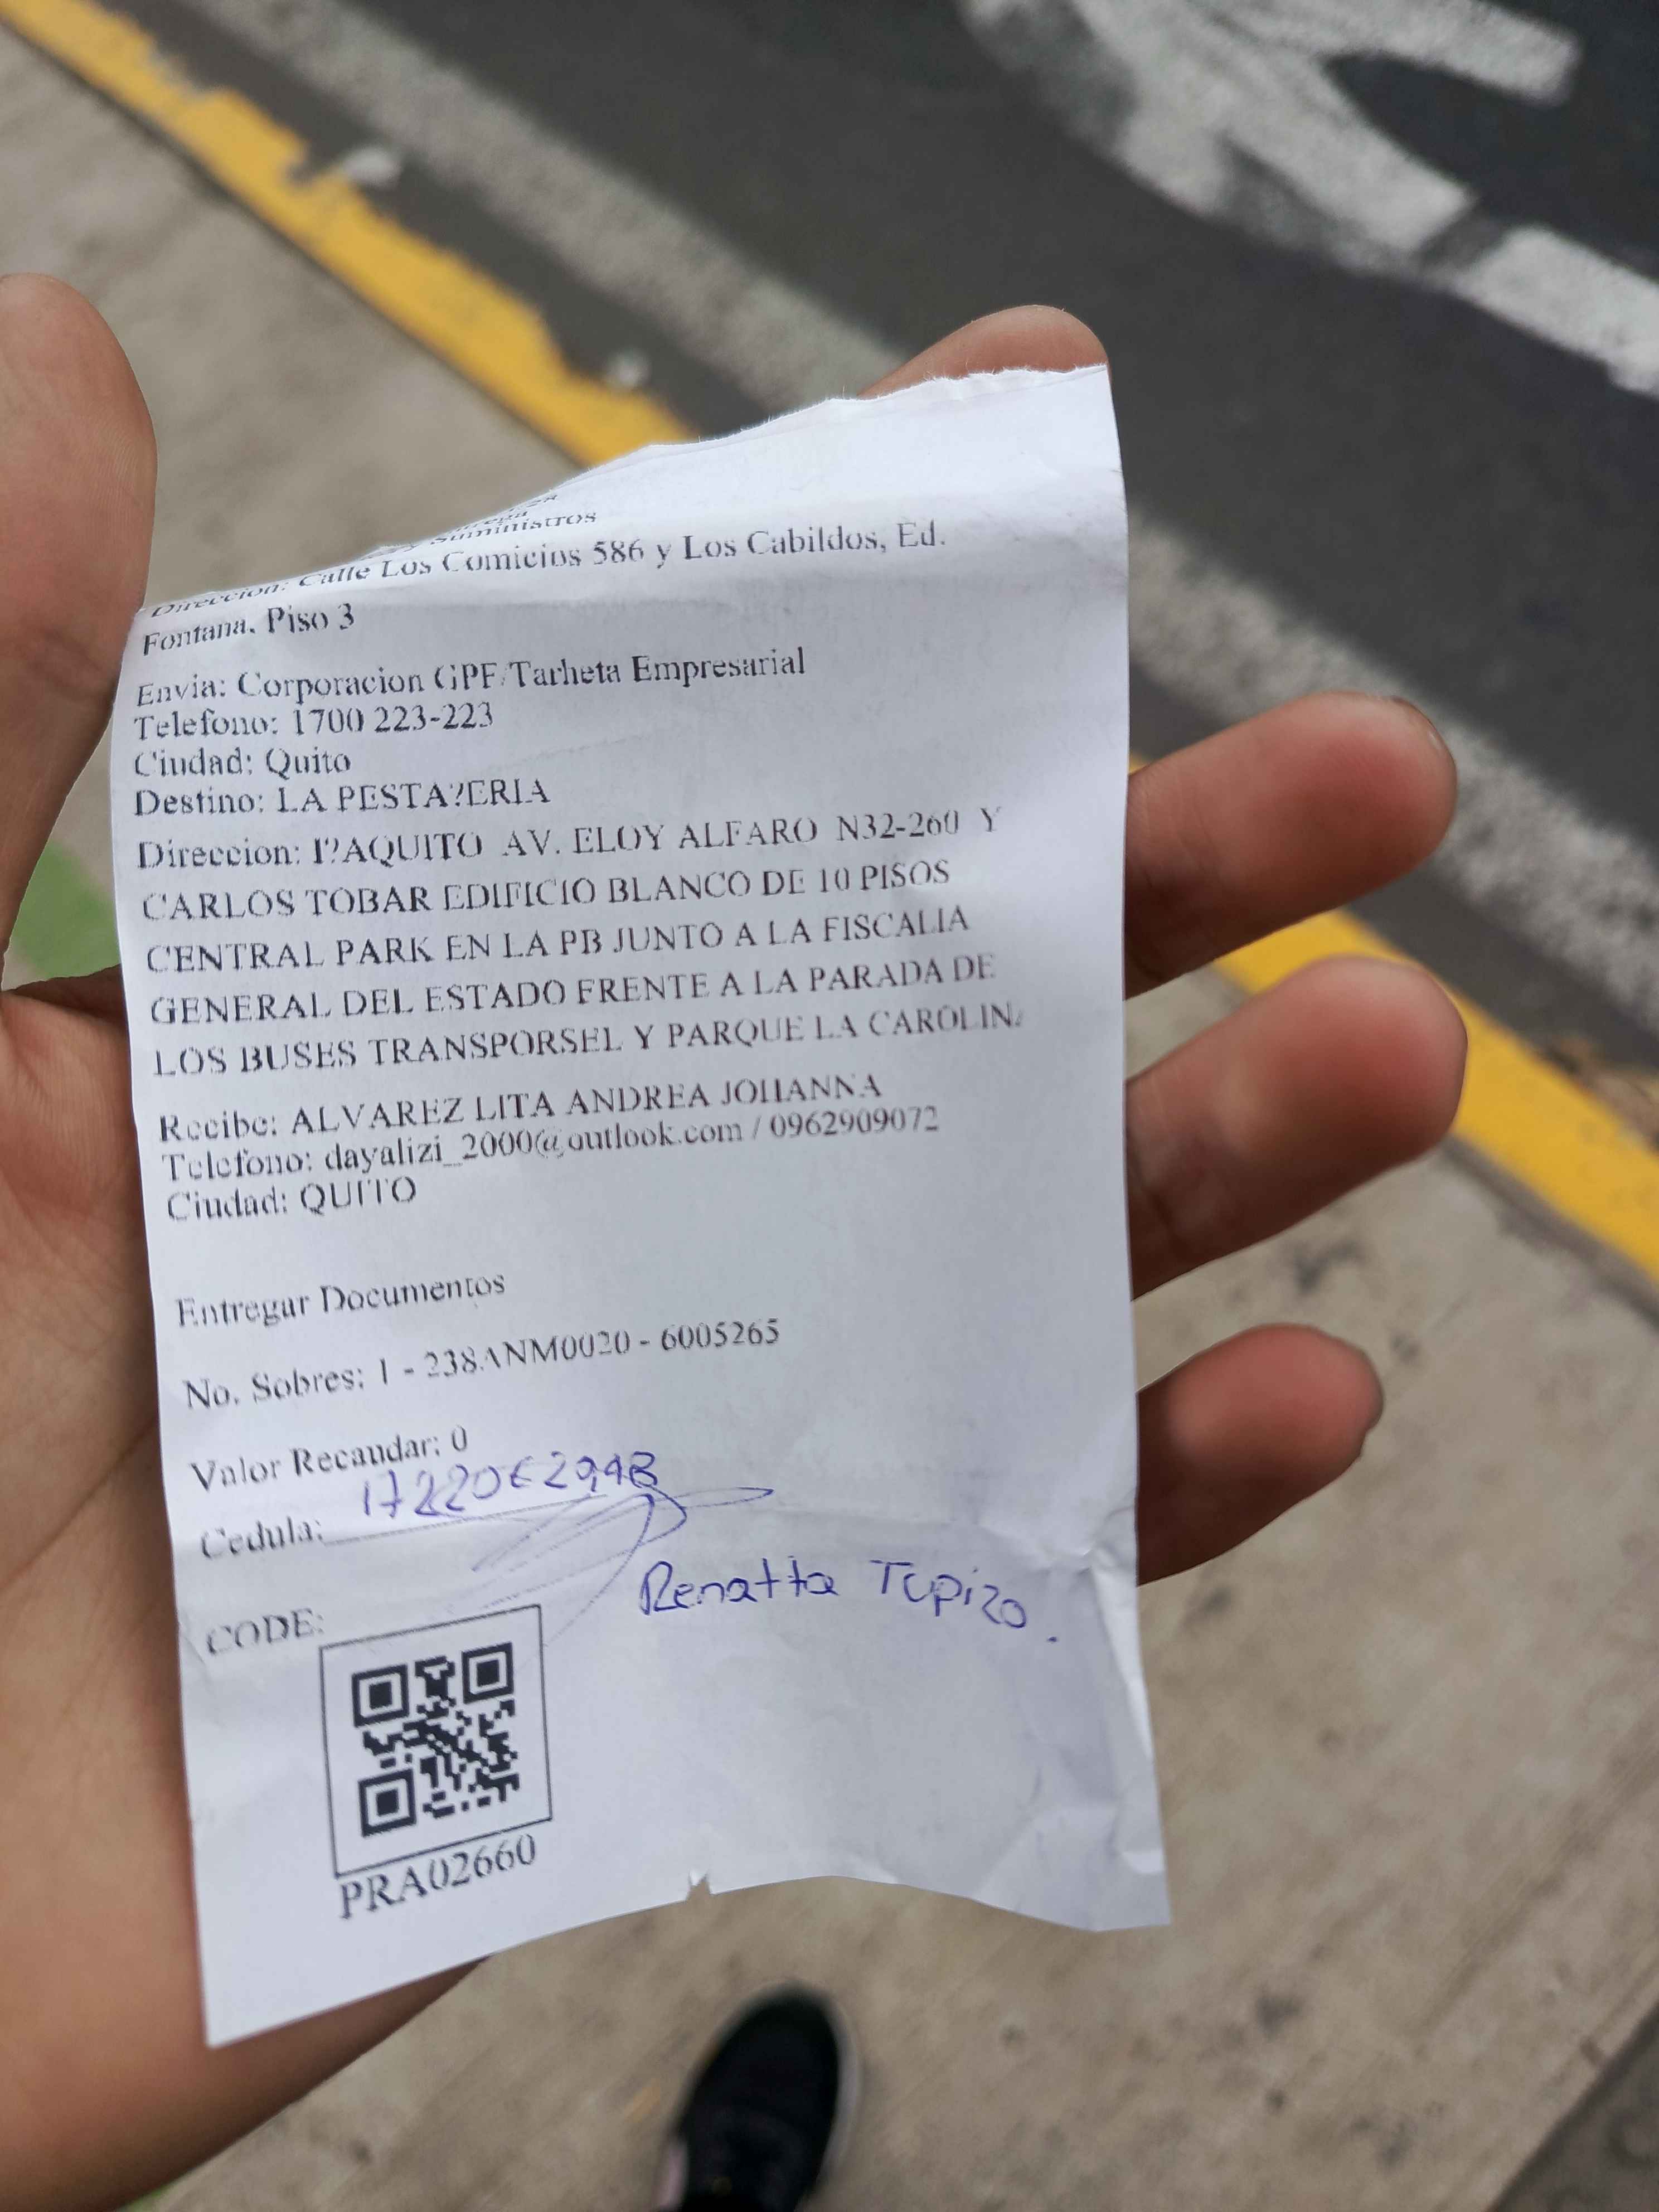 Suministros
Direccion: Calle Los Comicios 586 y Los Cabildos, Ed.
Fontana. Piso 3
Envia: Corporacion GPF/Tarheta Empresarial
Telefono: 1700 223-223
Ciudad: Quito
Destino: LA PESTA?ERIA
Direccion: I?AQUITO AV. ELOY ALFARO N32-260 Y
CARLOS TOBAR EDIFICIO BLANCO DE 10 PISOS
CENTRAL PARK EN LA PB JUNTO A LA FISCALIA
GENERAL DEL ESTADO FRENTE A LA PARADA DE
LOS BUSES TRANSPORSEL Y PARQUE LA CAROLINA
Recibe: ALVAREZ LITA ANDREA JOHANNA
Telefono: dayalizi_2000@outlook.com / 0962909072
Ciudad: QUITO
Entregar Documentos
No. Sobres: 1 - 238ANM0020 - 6005265
Valor Recaudar: 0
Cedula:
Renatta Tupiza.
CODE:
PRA02660